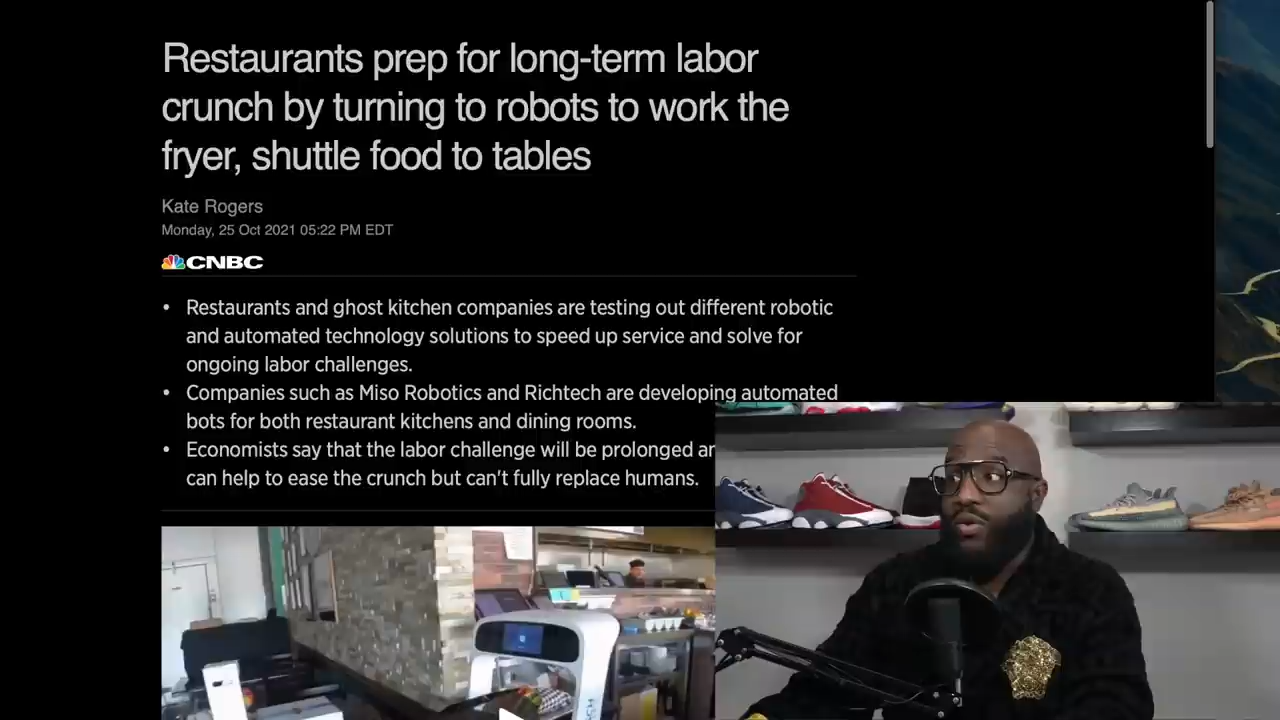 Restaurants prep for long-term labor
crunch by turning to robots to work the
fryer, shuttle food to tables
Kate Rogers
Monday, 25 Oct 2021 05:22 PM EDT
CNBC
• Restaurants and ghost kitchen companies are testing out different robotic
and automated technology solutions to speed up service and solve for
ongoing labor challenges.
• Companies such as Miso Robotics and Richtech are developing automated
bots for both restaurant kitchens and dining rooms.
• Economists say that the labor challenge will be prolonged
can help to ease the crunch but can't fully replace humans.